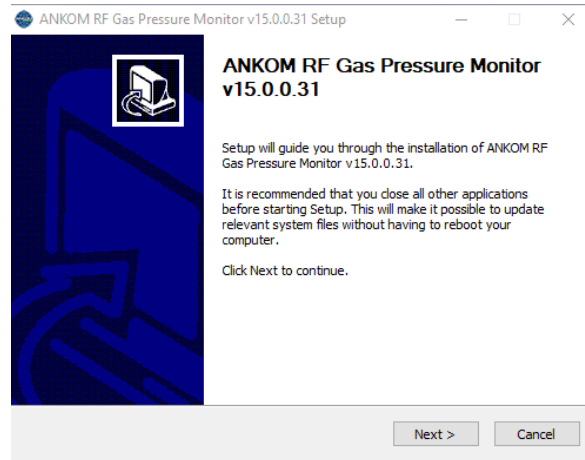 ANKOM RF Gas Pressure Monitor v15.0.0.31 Setup
ANKOM RF Gas Pressure Monitor
v15.0.0.31
Setup will guide you through the installation of ANKOM RF
Gas Pressure Monitor v15.0.0.31.
It is recommended that you close all other applications
before starting Setup. This will make it possible to update
relevant system files without having to reboot your
computer.
Click Next to continue.
Next >
Cancel